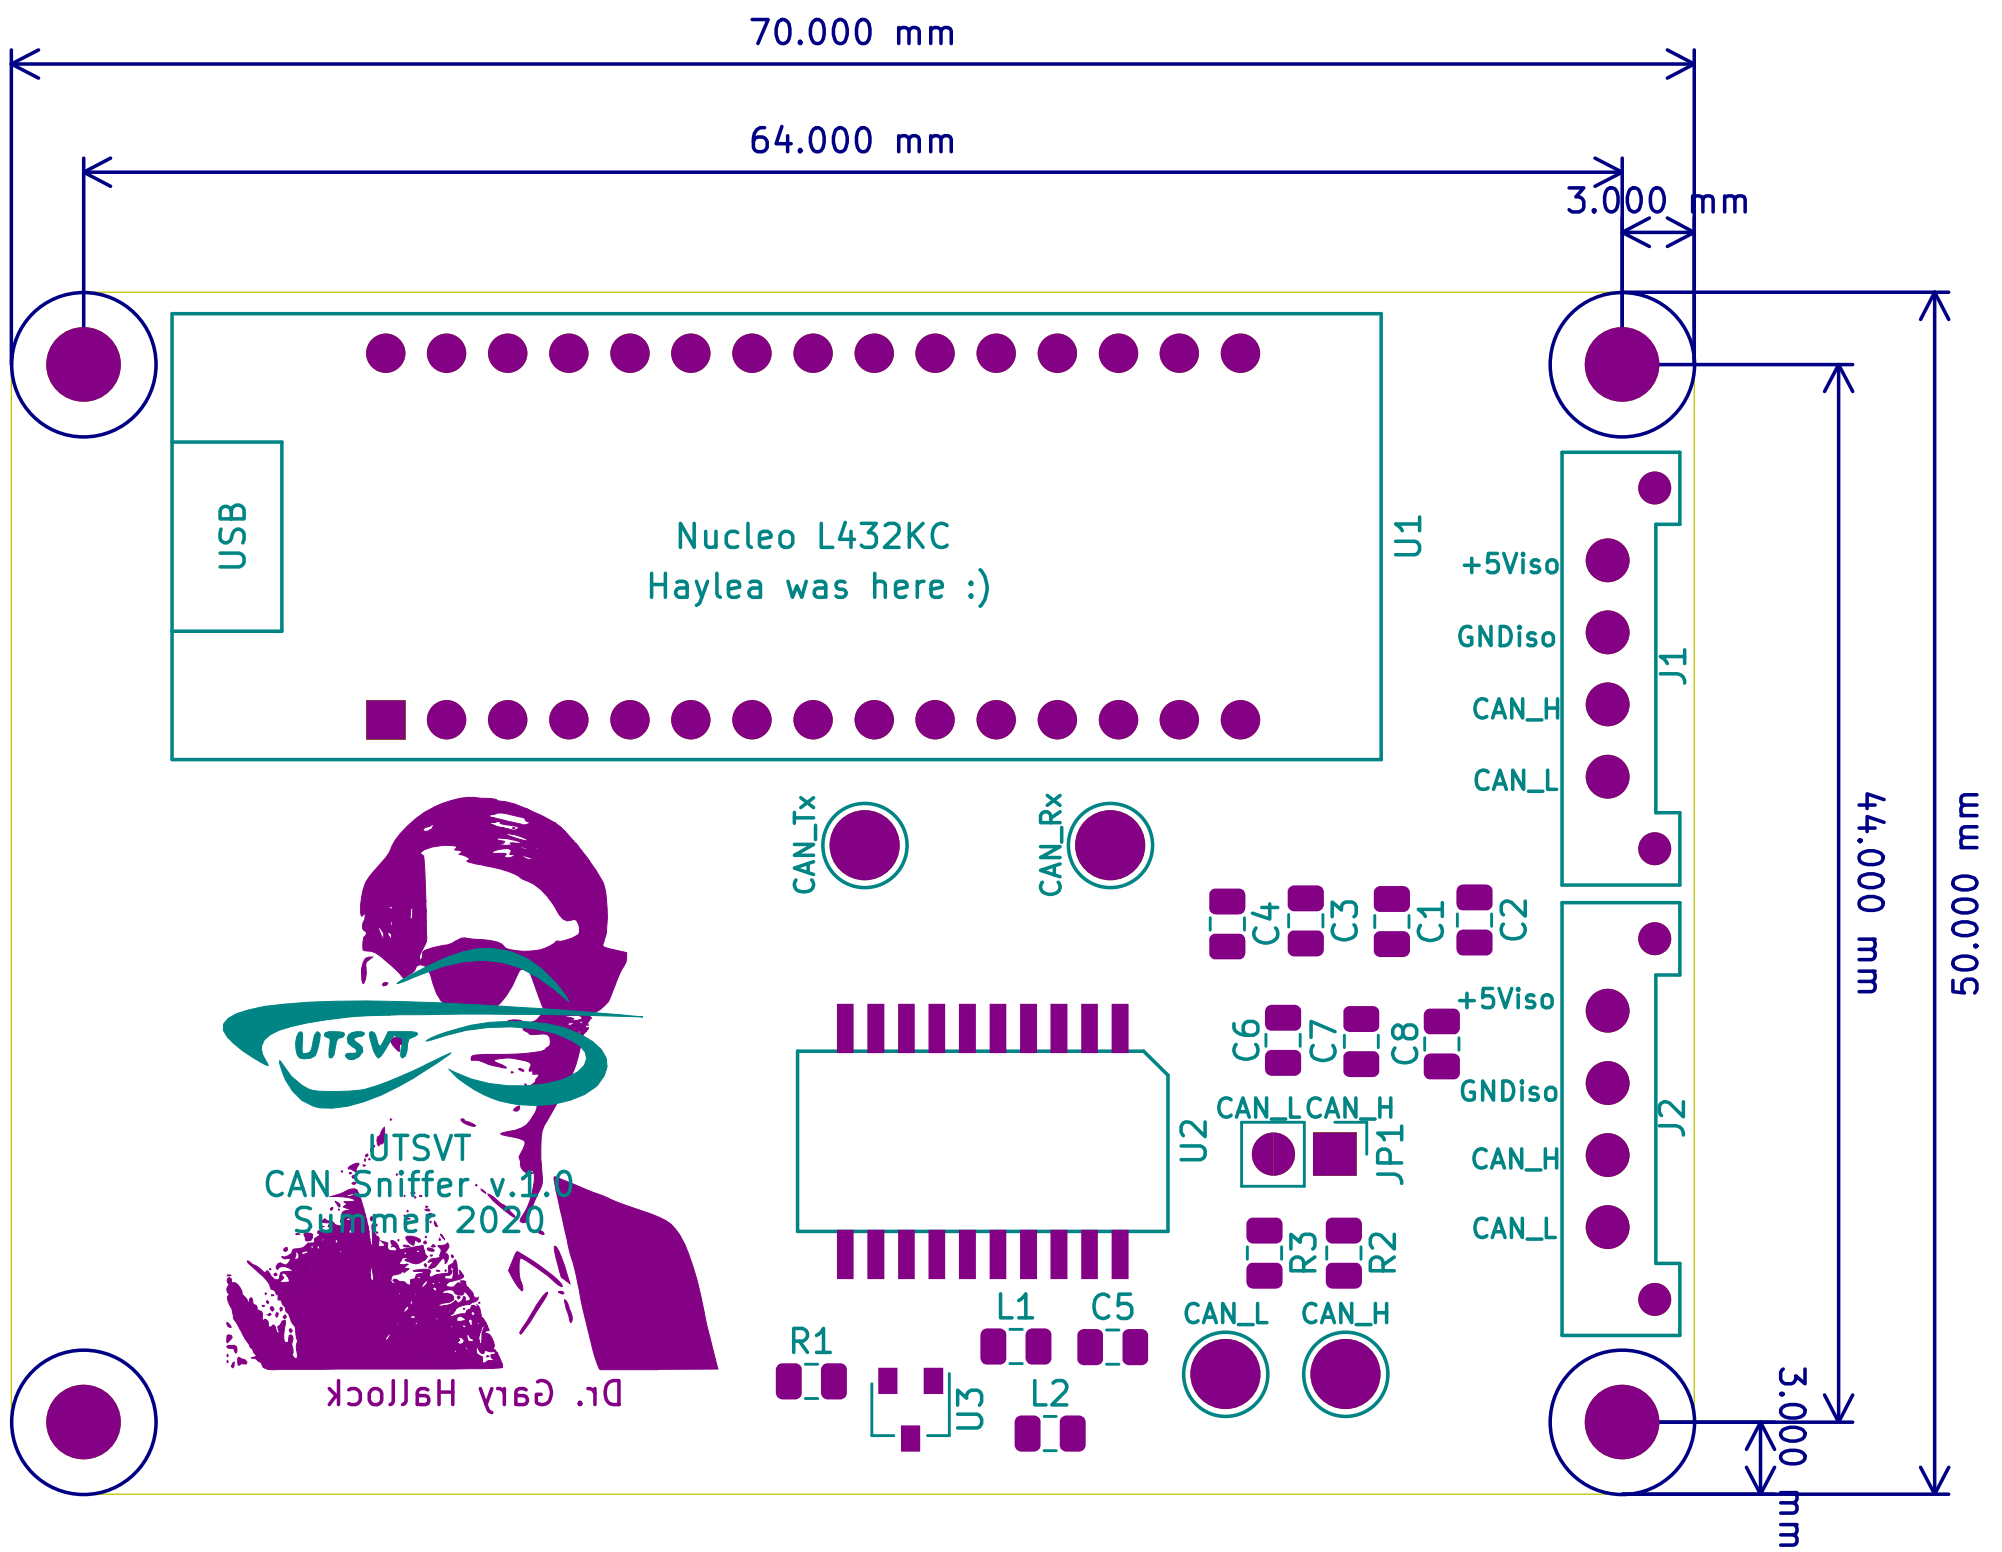 70.000 mm
64.000 mm
3.000 mm
USB
Nucleo L432KC
Haylea was here :)
U1
+5Viso
GNDiso
CAN_H
CAN_L
J1
CAN_Tx
CAN_Rx
44.000 mm
50.000 mm
C4
C3
C1
C2
+5Viso
GNDiso
CAN_H
CAN_L
J2
C6
C7
C8
UTSVT
UTSVT
CAN Sniffer v.1.0
Summer 2020
U2
CAN_L
CAN_H
JP1
R3
R2
L1
C5
CAN_L
CAN_H
R1
U3
L2
Dr. Gary Hallock
3.000 mm